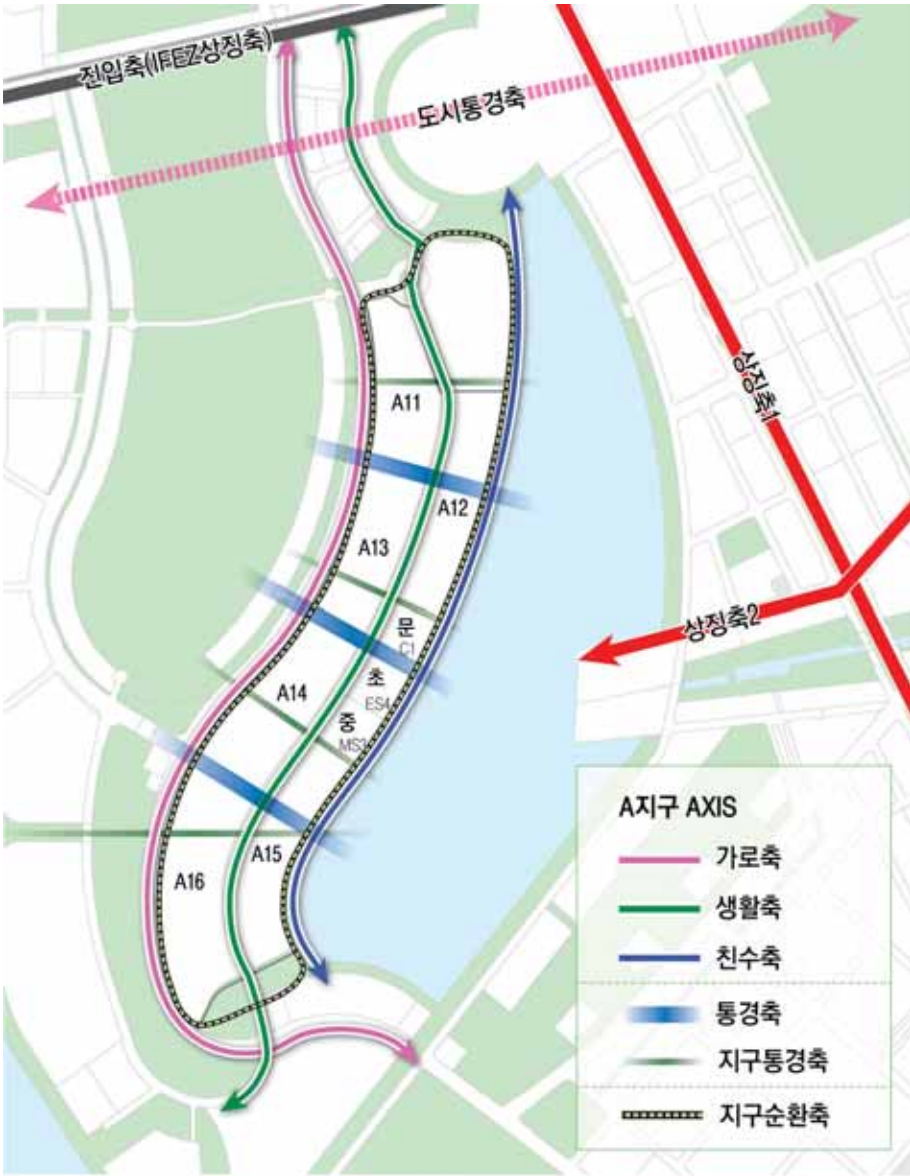 진입축(IFEZ상징축)
도시통경축
상징축1
A11
A12
A13
문
C1
상징축2
초
ES4
A14
중
MS2
A15
A16
A지구 AXIS
가로축
생활축
친수축
통경축
지구통경축
지구순환축